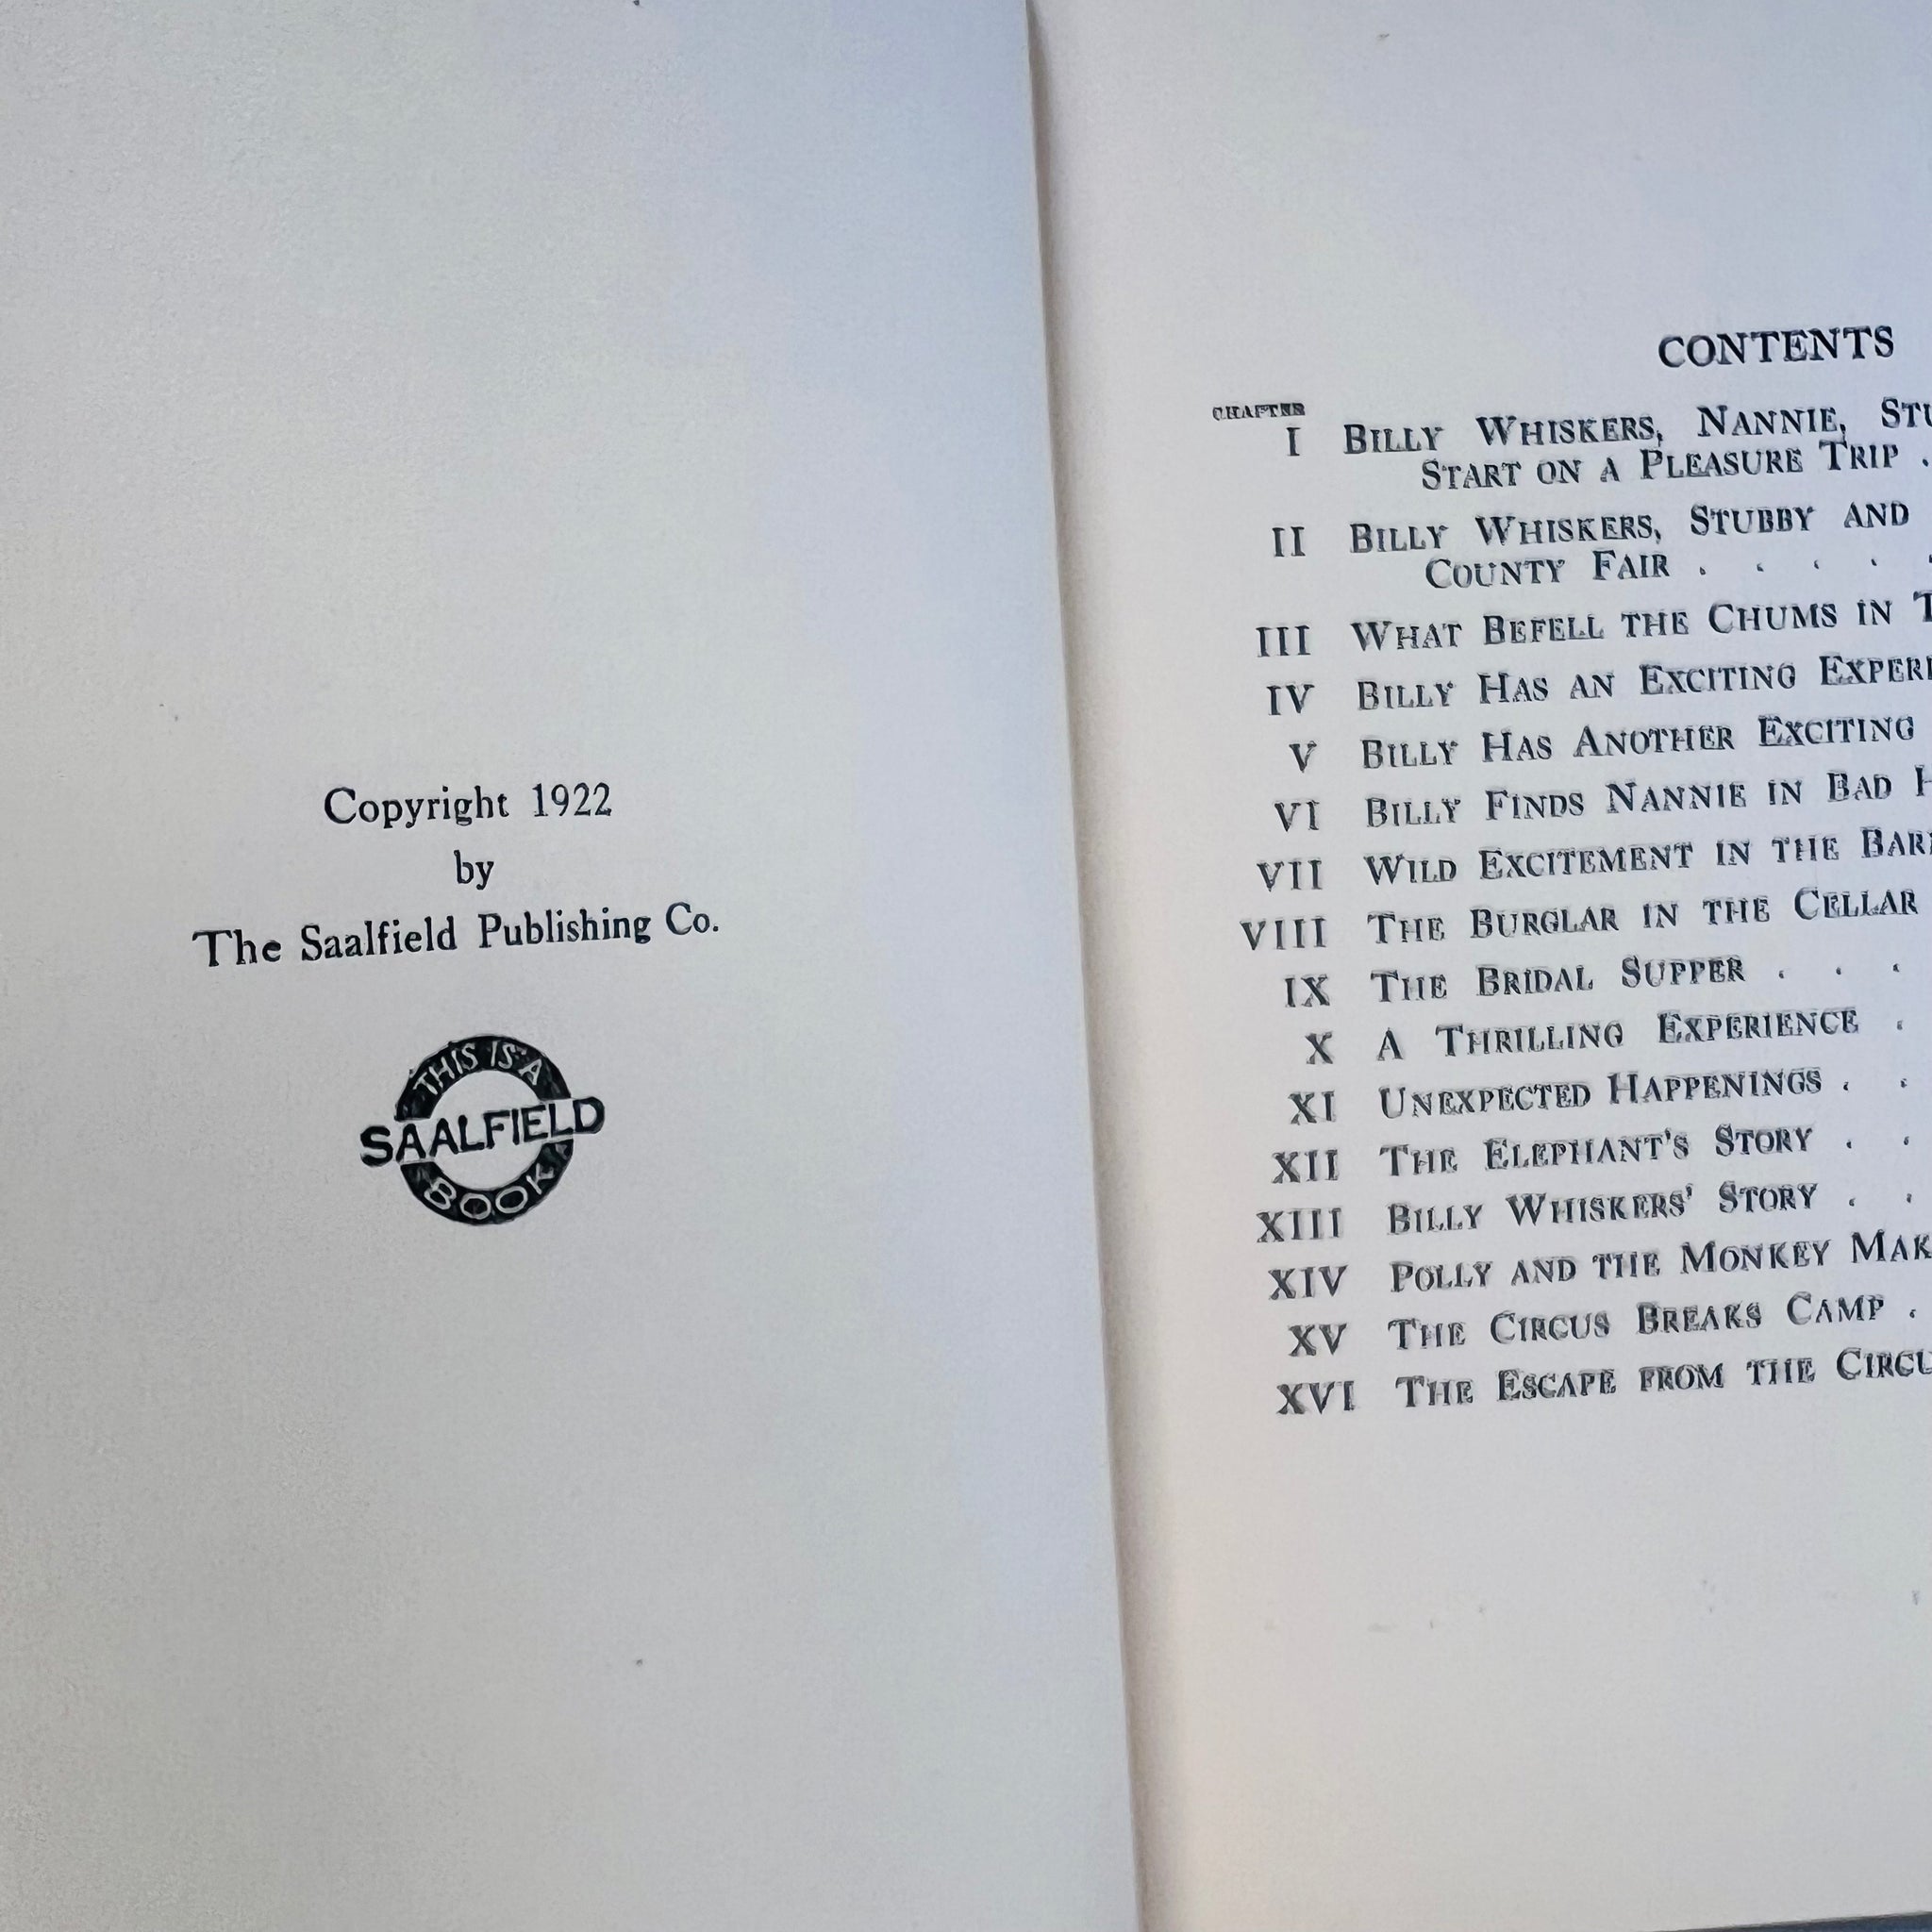 Copyright 1922
by
The Saalfield Publishing Co.
THIS IS A
SAALFIELD
BOOK
CONTENTS
CHAPTER
I BILLY WHISKERS, NANNIE,
START ON A PLEASURE TRIP .
II BILLY WHISKERS, STUBBY AND
COUNTY FAIR . . . . .
III WHAT BEFELL THE CHUMS IN
IV BILLY HAS AN EXCITING
V BILLY HAS ANOTHER EXCITING
VI BILLY FINDS NANNIE IN BAD
VII WILD EXCITEMENT IN THE
VIII THE BURGLAR IN THE CELLAR
IX THE BRIDAL SUPPER . . .
X A THRILLING EXPERIENCE .
XI UNEXPECTED HAPPENINGS . .
XII THE ELEPHANT'S STORY . .
XIII BILLY WHISKERS' STORY . .
XIV POLLY AND THE MONKEY
XV THE CIRCUS BREAKS CAMP .
XVI THE ESCAPE FROM THE